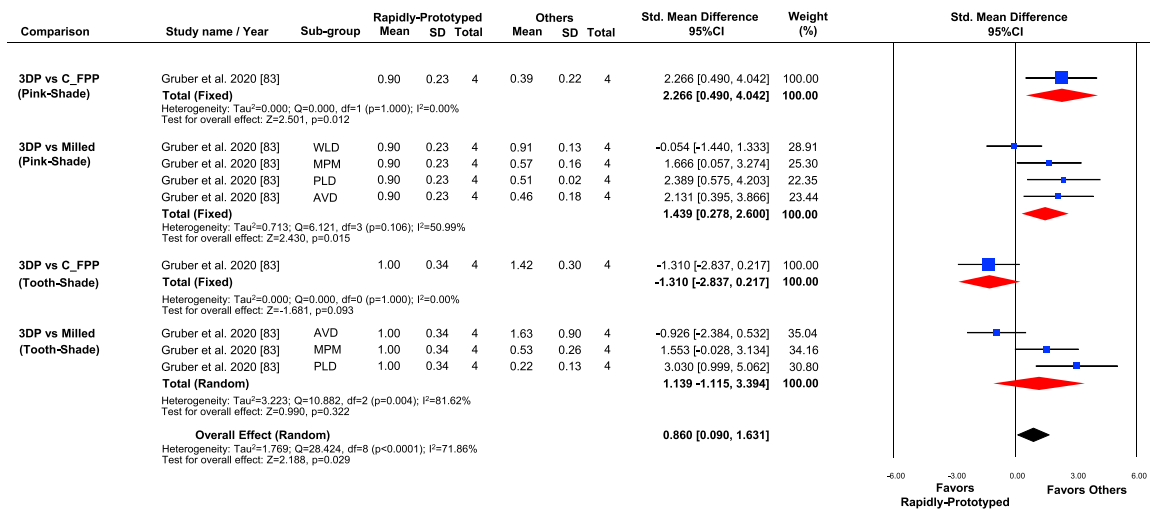 Rapidly-Prototyped Others Std. Mean Difference Weight Std. Mean Difference
Comparison Study name / Year Sub-group Mean SD Total Mean SD Total 95%CI (%) 95%CI
3DP vs C_FPP Gruber et al. 2020 [83] 0.90 0.23 4 0.39 0.22 4 2.266 [0.490, 4.042] 100.00
(Pink-Shade) Total (Fixed) 2.266 [0.490, 4.042] 100.00
Heterogeneity: Tau²=0.000; Q=0.000, df=1 (p=1.000); I²=0.00%
Test for overall effect: Z=2.501, p=0.012
3DP vs Milled Gruber et al. 2020 [83] WLD 0.90 0.23 4 0.91 0.13 4 -0.054 [-1.440, 1.333] 28.91
(Pink-Shade) Gruber et al. 2020 [83] MPM 0.90 0.23 4 0.57 0.16 4 1.666 [0.057, 3.274] 25.30
Gruber et al. 2020 [83] PLD 0.90 0.23 4 0.51 0.02 4 2.389 [0.575, 4.203] 22.35
Gruber et al. 2020 [83] AVD 0.90 0.23 4 0.46 0.18 4 2.131 [0.395, 3.866] 23.44
Total (Fixed) 1.439 [0.278, 2.600] 100.00
Heterogeneity: Tau²=0.713; Q=6.121, df=3 (p=0.106); I²=50.99%
Test for overall effect: Z=2.430, p=0.015
3DP vs C_FPP Gruber et al. 2020 [83] 1.00 0.34 4 1.42 0.30 4 -1.310 [-2.837, 0.217] 100.00
(Tooth-Shade) Total (Fixed) -1.310 [-2.837, 0.217] 100.00
Heterogeneity: Tau²=0.000; Q=0.000, df=0 (p=1.000); I²=0.00%
Test for overall effect: Z=-1.681, p=0.093
3DP vs Milled Gruber et al. 2020 [83] AVD 1.00 0.34 4 1.63 0.90 4 -0.926 [-2.384, 0.532] 35.04
(Tooth-Shade) Gruber et al. 2020 [83] MPM 1.00 0.34 4 0.53 0.26 4 1.553 [-0.028, 3.134] 34.16
Gruber et al. 2020 [83] PLD 1.00 0.34 4 0.22 0.13 4 3.030 [0.999, 5.062] 30.80
Total (Random) 1.139 -1.115, 3.394] 100.00
Heterogeneity: Tau²=3.223; Q=10.882, df=2 (p=0.004); I²=81.62%
Test for overall effect: Z=0.990, p=0.322
Overall Effect (Random) 0.860 [0.090, 1.631]
Heterogeneity: Tau²=1.769; Q=28.424, df=8 (p<0.0001); I²=71.86%
Test for overall effect: Z=2.188, p=0.029
-6.00 -3.00 0.00 3.00 6.00
Favors Favors Others
Rapidly-Prototyped